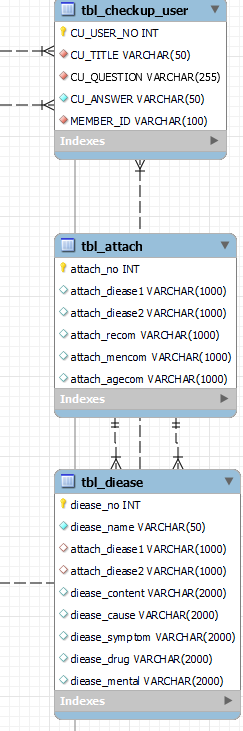 tbl_checkup_user
CU_USER_NO INT
CU_TITLE VARCHAR(50)
CU_QUESTION VARCHAR(255)
CU_ANSWER VARCHAR(50)
MEMBER_ID VARCHAR(100)
Indexes
tbl_attach
attach_no INT
attach_diease1 VARCHAR(1000)
attach_diease2 VARCHAR(1000)
attach_recom VARCHAR(1000)
attach_mencom VARCHAR(1000)
attach_agecom VARCHAR(1000)
Indexes
tbl_diease
diease_no INT
diease_name VARCHAR(50)
attach_diease1 VARCHAR(1000)
attach_diease2 VARCHAR(1000)
diease_content VARCHAR(2000)
diease_cause VARCHAR(2000)
diease_symptom VARCHAR(2000)
diease_drug VARCHAR(2000)
diease_mental VARCHAR(2000)
Indexes